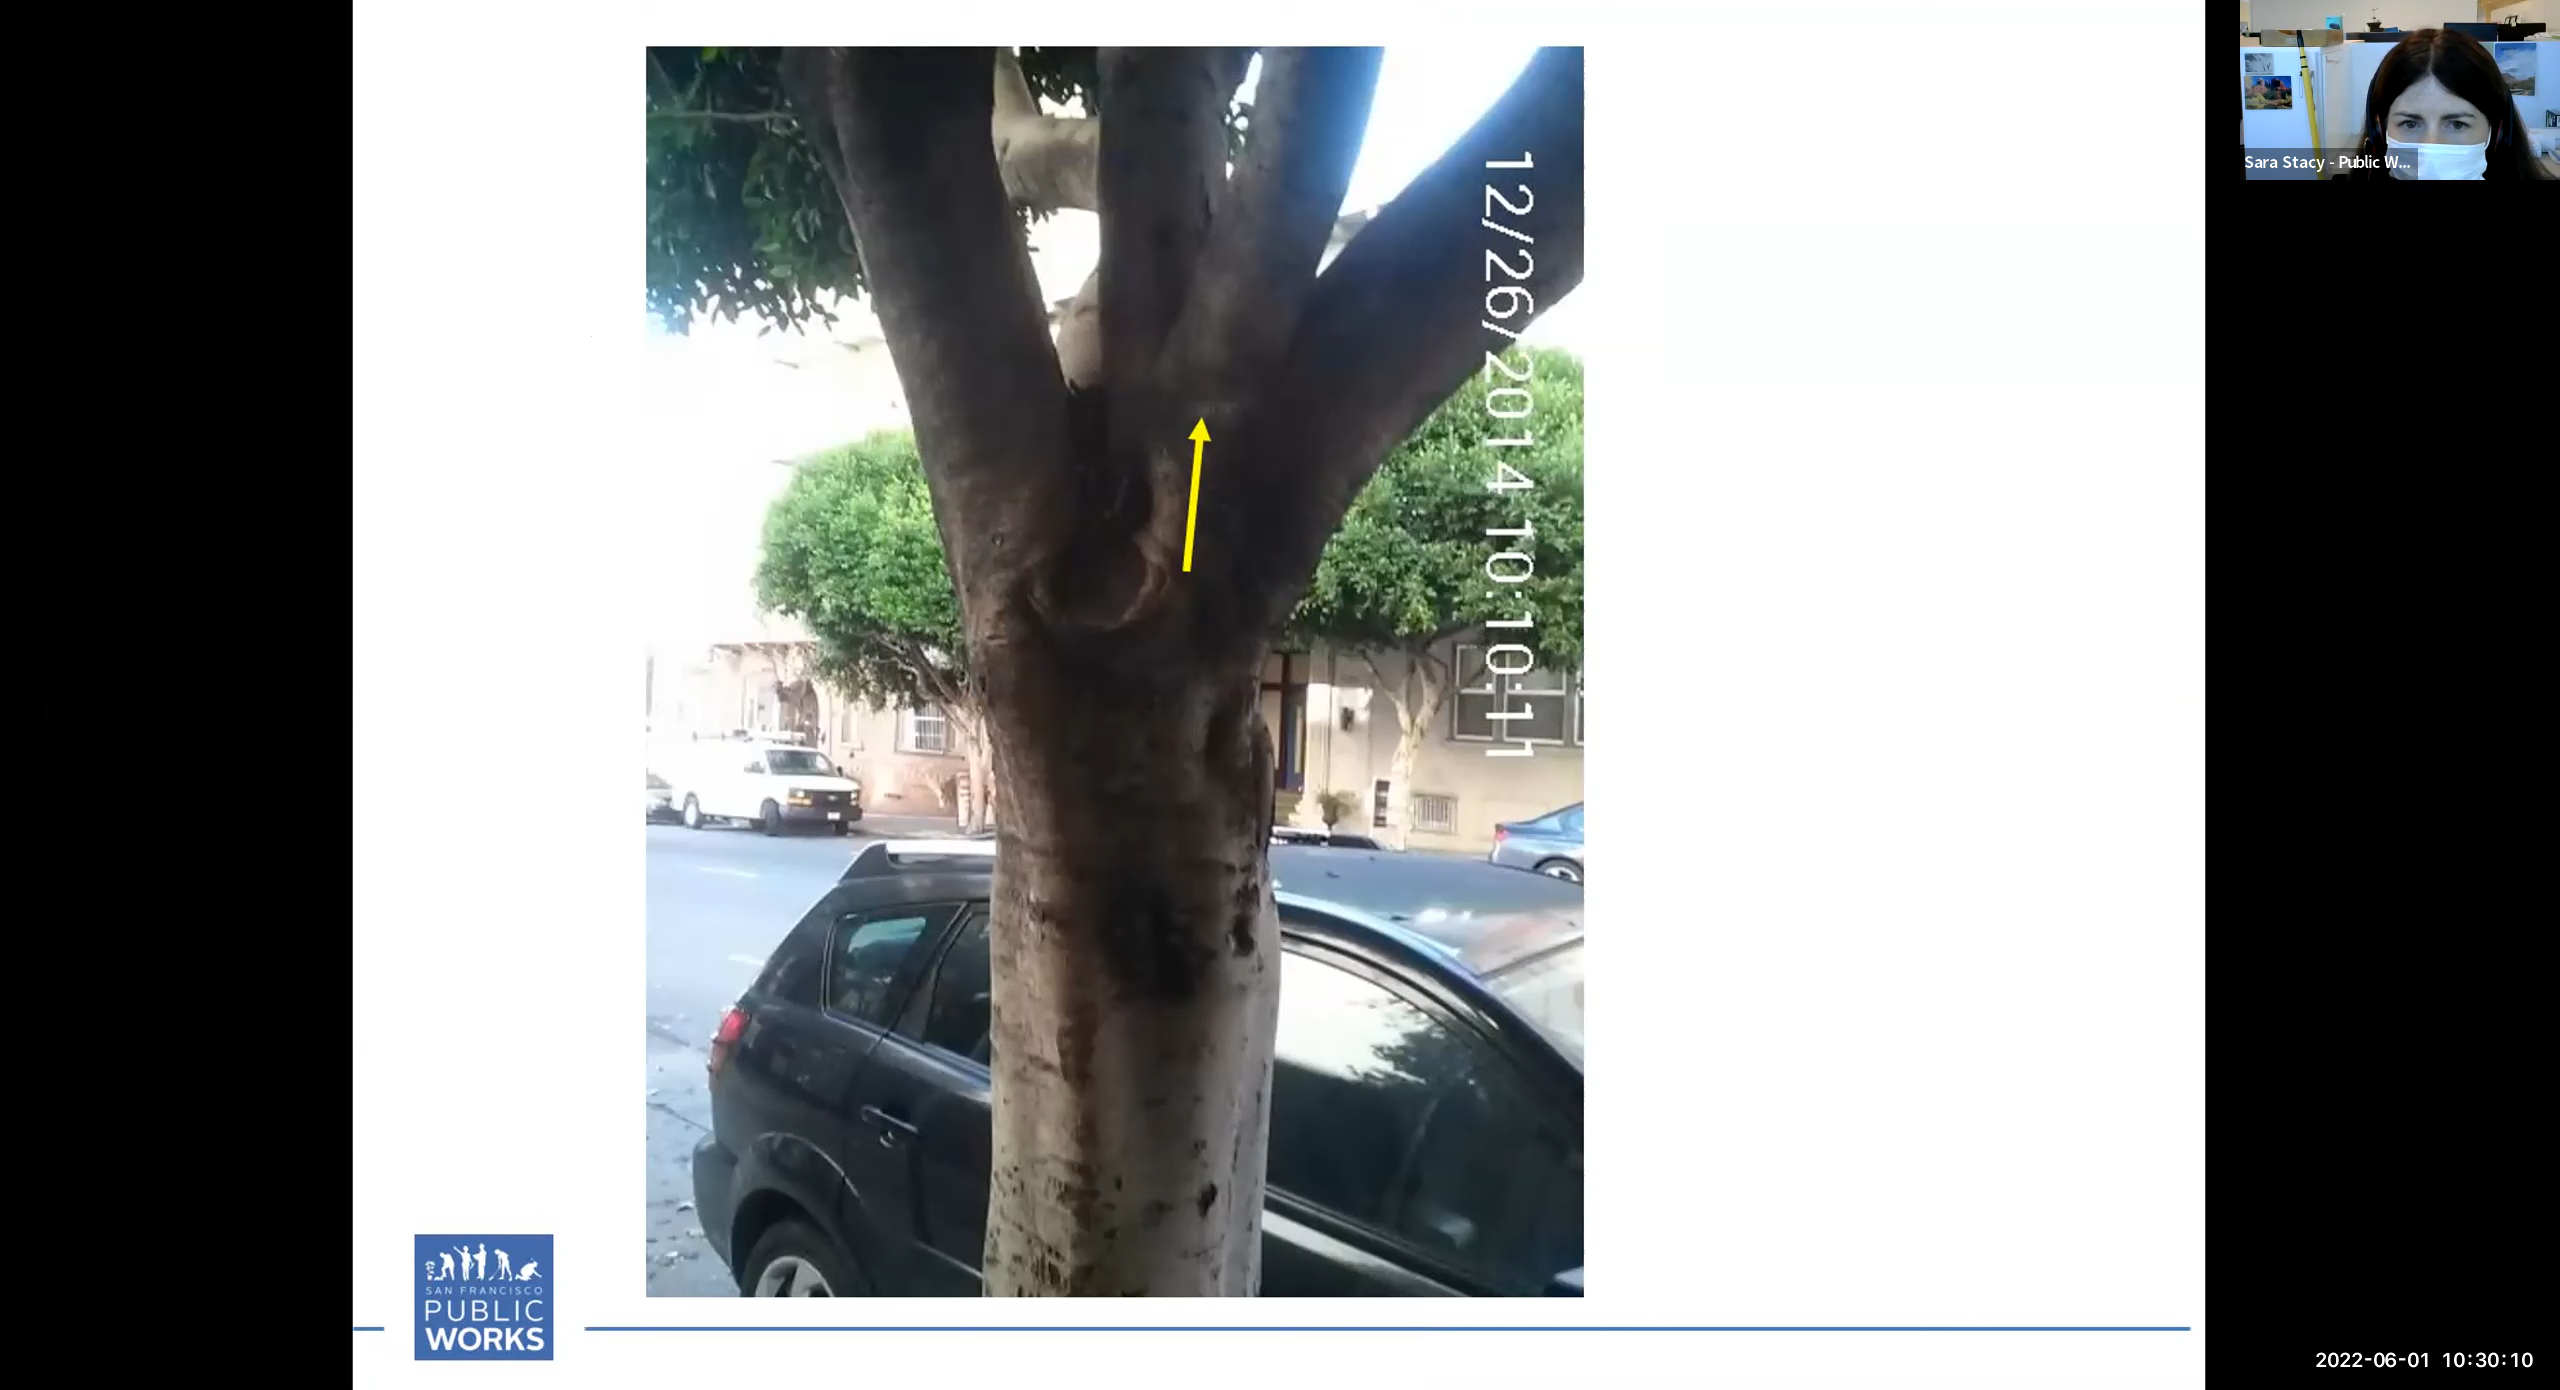 Sara Stacy - Public W...
12/26/2014 10:10:11
SAN FRANCISCO
PUBLIC
WORKS
2022-06-01 10:30:10